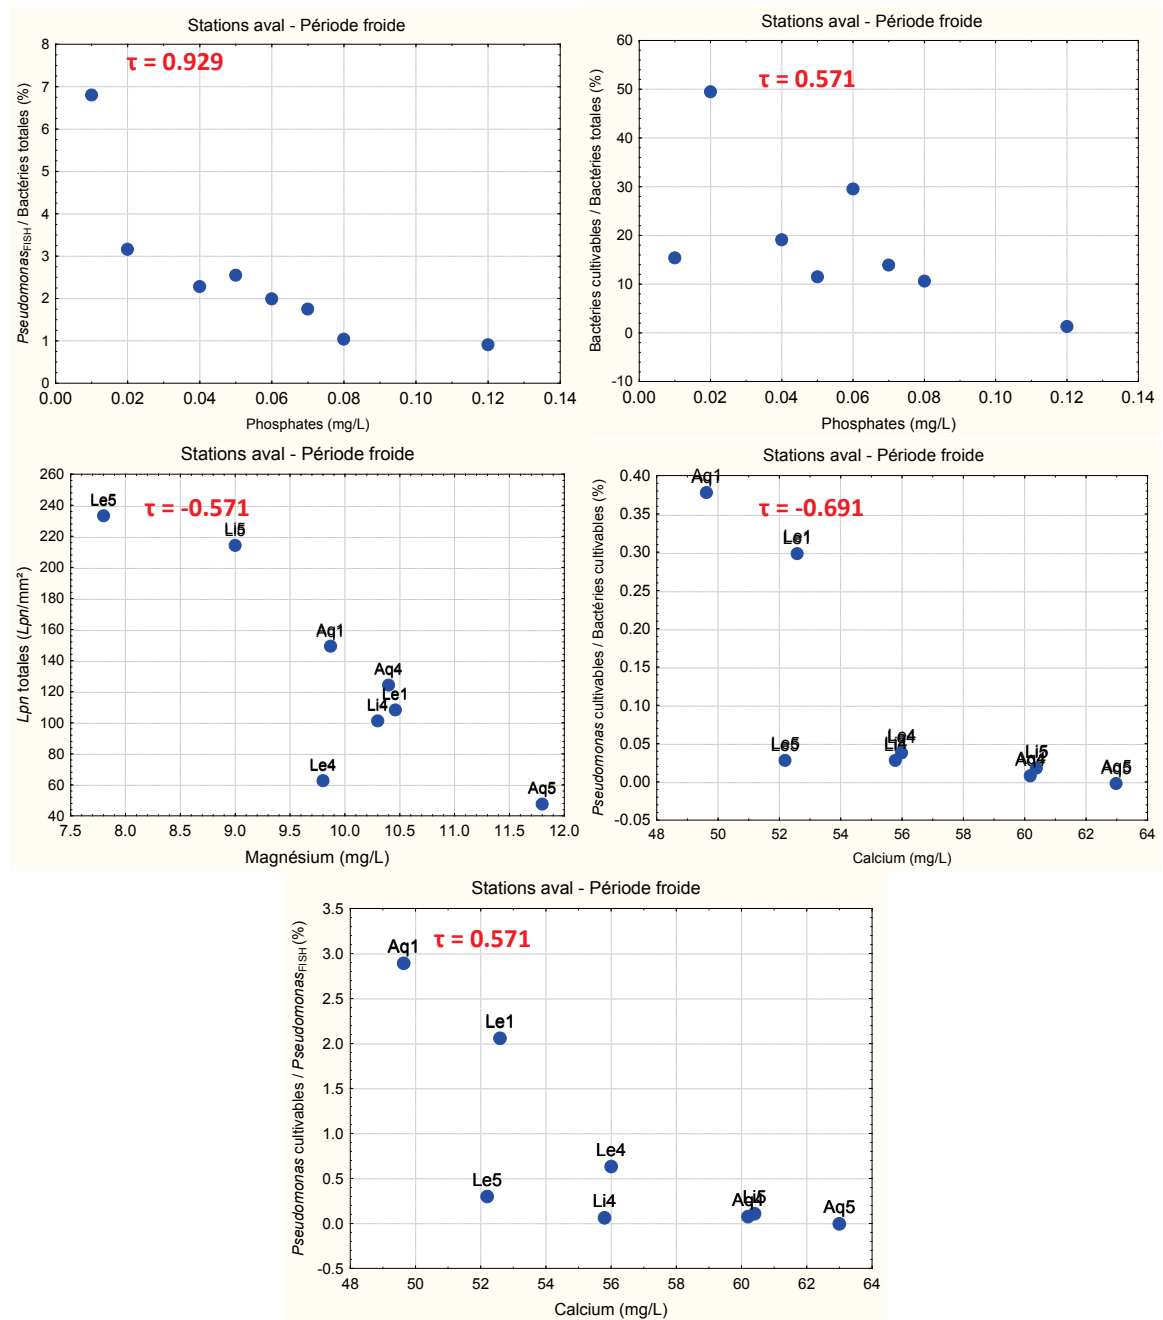 Stations aval - Période froide
τ = 0.929
Pseudomonas FISH / Bactéries totales (%)
8
7
6
5
4
3
2
1
0
0.00 0.02 0.04 0.06 0.08 0.10 0.12 0.14
Phosphates (mg/L)
Stations aval - Période froide
τ = 0.571
Bactéries cultivables / Bactéries totales (%)
60
50
40
30
20
10
0
-10
0.00 0.02 0.04 0.06 0.08 0.10 0.12 0.14
Phosphates (mg/L)
Stations aval - Période froide
τ = -0.571
Lpn totales (Lpn/mm²)
260
240
220
200
180
160
140
120
100
80
60
40
Le5
Li5
Aq1
Aq4
Le1
Li4
Le4
Aq5
7.5 8.0 8.5 9.0 9.5 10.0 10.5 11.0 11.5 12.0
Magnésium (mg/L)
Stations aval - Période froide
τ = -0.691
Pseudomonas cultivables / Bactéries cultivables (%)
0.40
0.35
0.30
0.25
0.20
0.15
0.10
0.05
0.00
-0.05
Aq1
Le1
Le5
Le4
Li4
Li5
Aq4
Aq5
48 50 52 54 56 58 60 62 64
Calcium (mg/L)
Stations aval - Période froide
τ = 0.571
Pseudomonas cultivables / Pseudomonas FISH (%)
3.5
3.0
2.5
2.0
1.5
1.0
0.5
0.0
-0.5
Aq1
Le1
Le4
Le5
Li4
Aq4
Li5
Aq5
48 50 52 54 56 58 60 62 64
Calcium (mg/L)